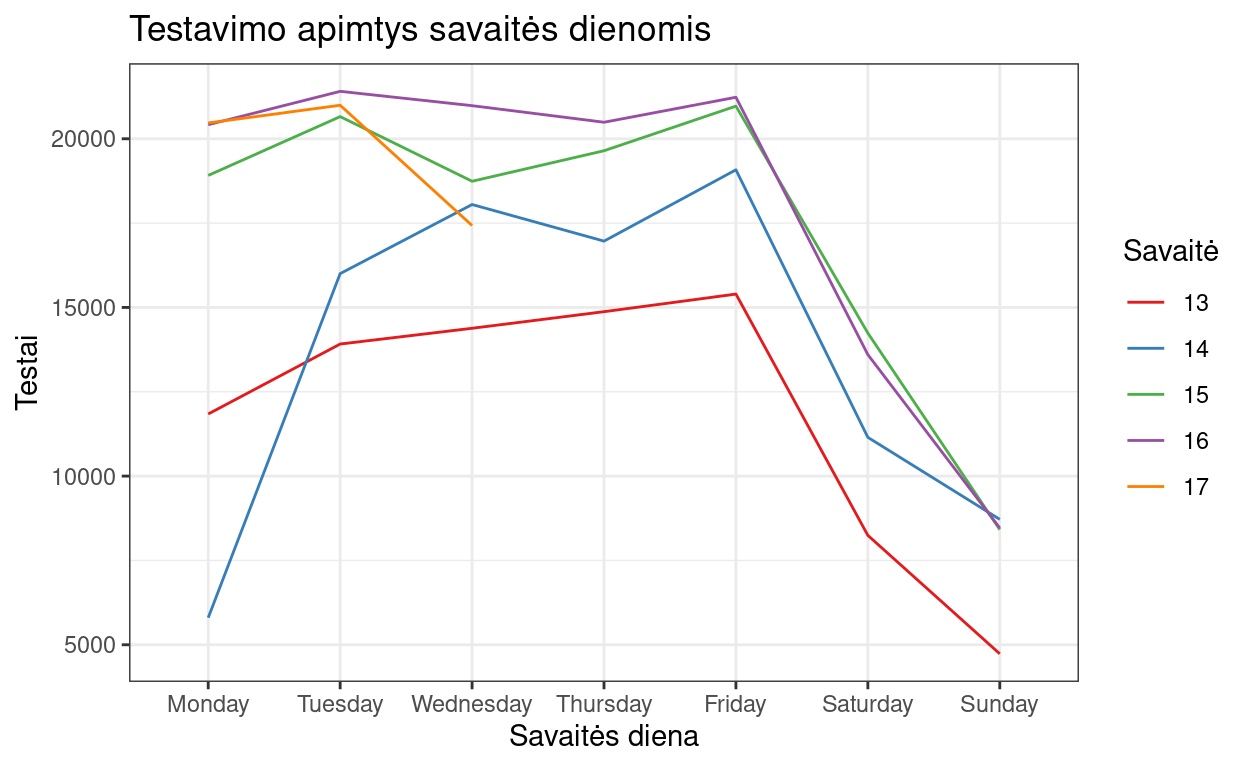 Testavimo apimtys savaitės dienomis
Testai
20000
15000
10000
5000
Monday Tuesday Wednesday Thursday Friday Saturday Sunday
Savaitės diena
Savaitė
13
14
15
16
17